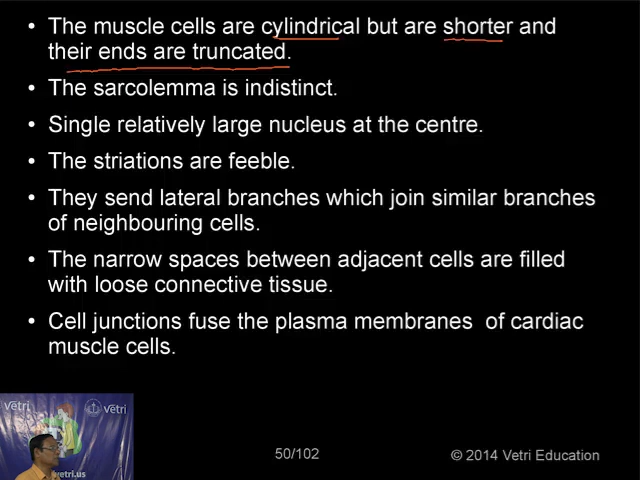 • The muscle cells are cylindrical but are shorter and
their ends are truncated.
• The sarcolemma is indistinct.
• Single relatively large nucleus at the centre.
• The striations are feeble.
• They send lateral branches which join similar branches
of neighbouring cells.
• The narrow spaces between adjacent cells are filled
with loose connective tissue.
• Cell junctions fuse the plasma membranes  of cardiac
muscle cells.
Vetri
Vetri
vetri.us
50/102
© 2014 Vetri Education